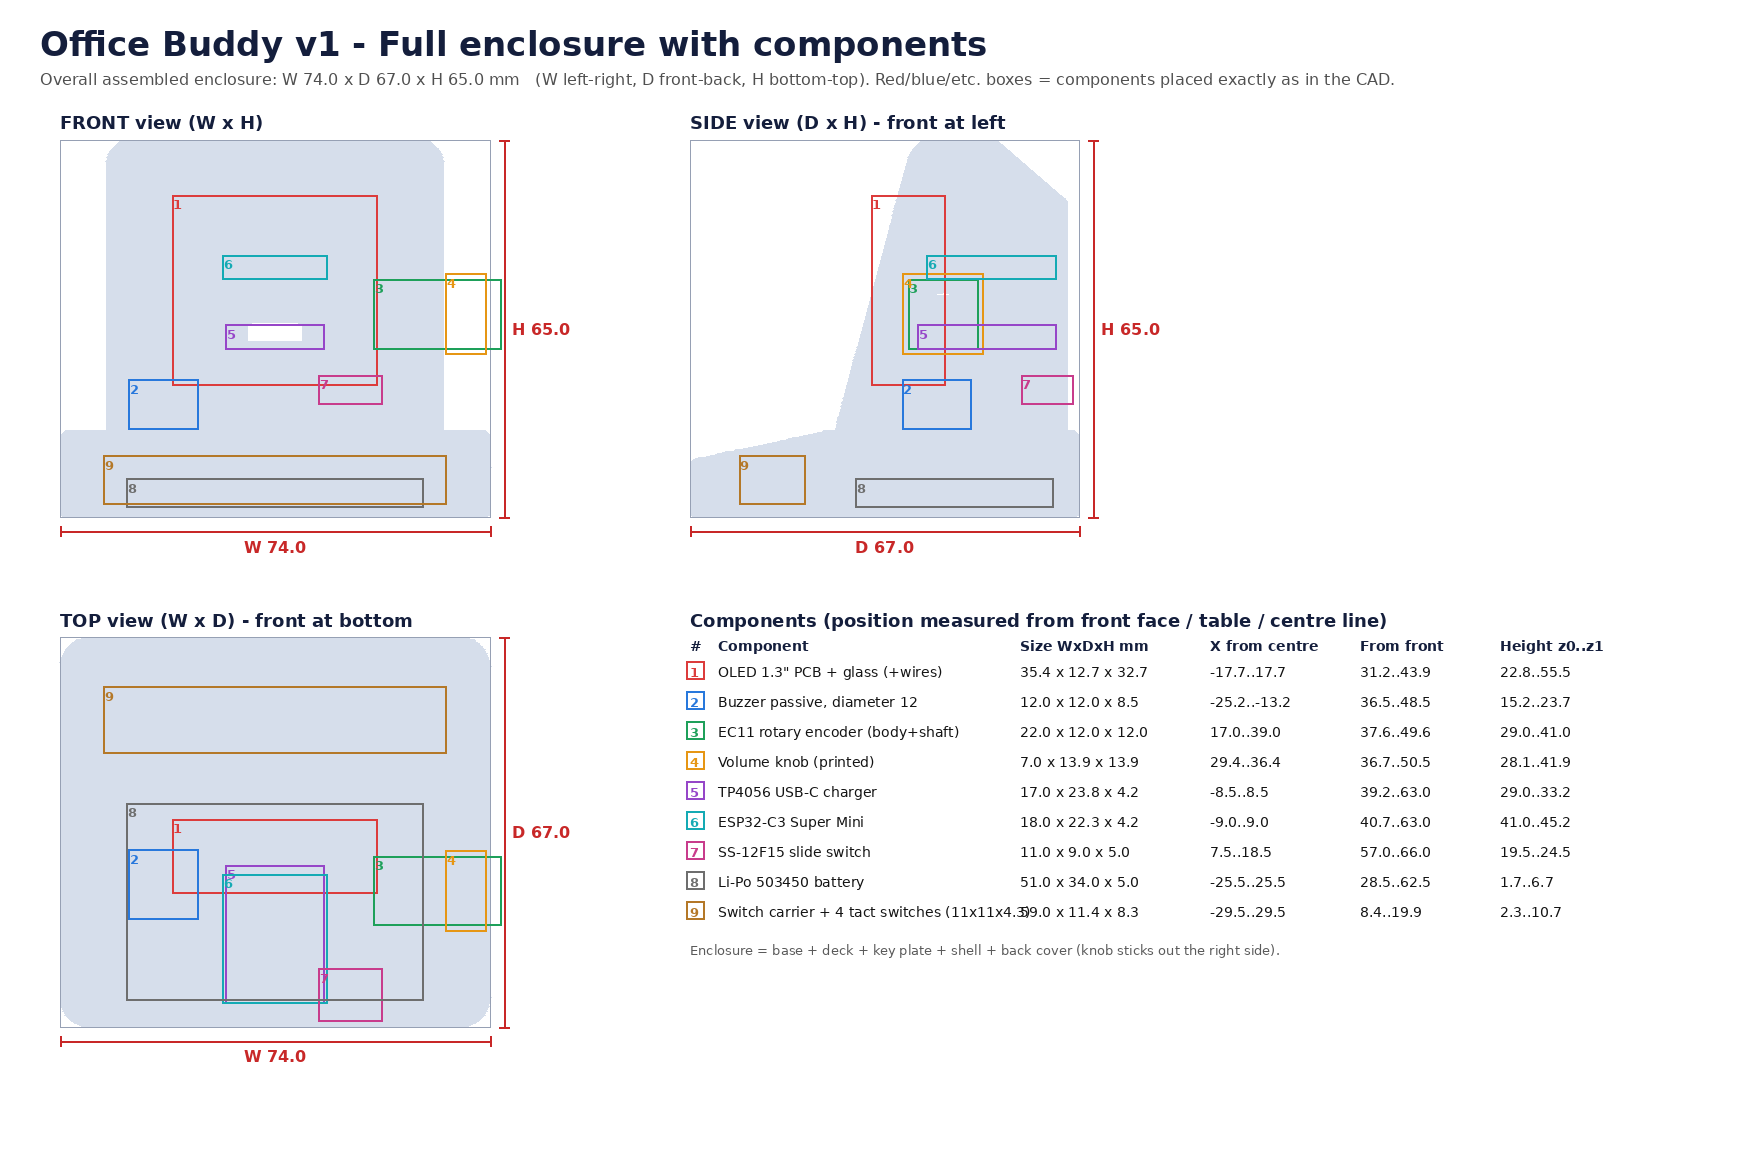 Office Buddy v1 - Full enclosure with components
Overall assembled enclosure: W 74.0 x D 67.0 x H 65.0 mm (W left-right, D front-back, H bottom-top). Red/blue/etc. boxes = components placed exactly as in the CAD.
FRONT view (W x H)
1
6
3
4
5
2
7
9
8
H 65.0
W 74.0
SIDE view (D x H) - front at left
1
6
4
3
5
2
7
9
8
H 65.0
D 67.0
TOP view (W x D) - front at bottom
9
8
1
2
3
4
5
6
7
D 67.0
W 74.0
Components (position measured from front face / table / centre line)
# Component Size WxDxH mm X from centre From front Height z0..z1
1 OLED 1.3" PCB + glass (+wires) 35.4 x 12.7 x 32.7 -17.7..17.7 31.2..43.9 22.8..55.5
2 Buzzer passive, diameter 12 12.0 x 12.0 x 8.5 -25.2..-13.2 36.5..48.5 15.2..23.7
3 EC11 rotary encoder (body+shaft) 22.0 x 12.0 x 12.0 17.0..39.0 37.6..49.6 29.0..41.0
4 Volume knob (printed) 7.0 x 13.9 x 13.9 29.4..36.4 36.7..50.5 28.1..41.9
5 TP4056 USB-C charger 17.0 x 23.8 x 4.2 -8.5..8.5 39.2..63.0 29.0..33.2
6 ESP32-C3 Super Mini 18.0 x 22.3 x 4.2 -9.0..9.0 40.7..63.0 41.0..45.2
7 SS-12F15 slide switch 11.0 x 9.0 x 5.0 7.5..18.5 57.0..66.0 19.5..24.5
8 Li-Po 503450 battery 51.0 x 34.0 x 5.0 -25.5..25.5 28.5..62.5 1.7..6.7
9 Switch carrier + 4 tact switches (11x11x4.3) 59.0 x 11.4 x 8.3 -29.5..29.5 8.4..19.9 2.3..10.7
Enclosure = base + deck + key plate + shell + back cover (knob sticks out the right side).